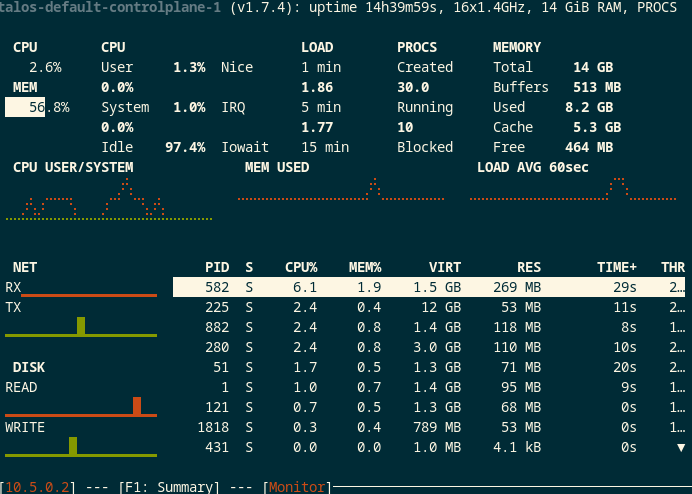 talos-default-controlplane-1 (v1.7.4): uptime 14h39m59s, 16x1.4GHz, 14 GiB RAM, PROCS
CPU CPU LOAD PROCS MEMORY
2.6% User 1.3% Nice 1 min Created Total 14 GB
MEM 0.0% 1.86 30.0 Buffers 513 MB
56.8% System 1.0% IRQ 5 min Running Used 8.2 GB
0.0% 1.77 10 Cache 5.3 GB
Idle 97.4% Iowait 15 min Blocked Free 464 MB
CPU USER/SYSTEM MEM USED LOAD AVG 60sec
NET PID S CPU% MEM% VIRT RES TIME+ THR
RX 582 S 6.1 1.9 1.5 GB 269 MB 29s 2…
TX 225 S 2.4 0.4 12 GB 53 MB 11s 2…
882 S 2.4 0.8 1.4 GB 118 MB 8s 1…
280 S 2.4 0.8 3.0 GB 110 MB 10s 2…
DISK 51 S 1.7 0.5 1.3 GB 71 MB 20s 2…
READ 1 S 1.0 0.7 1.4 GB 95 MB 9s 1…
121 S 0.7 0.5 1.3 GB 68 MB 0s 1…
WRITE 1818 S 0.3 0.4 789 MB 53 MB 0s 1…
431 S 0.0 0.0 1.0 MB 4.1 kB 0s ▼
[10.5.0.2] --- [F1: Summary] --- [Monitor]